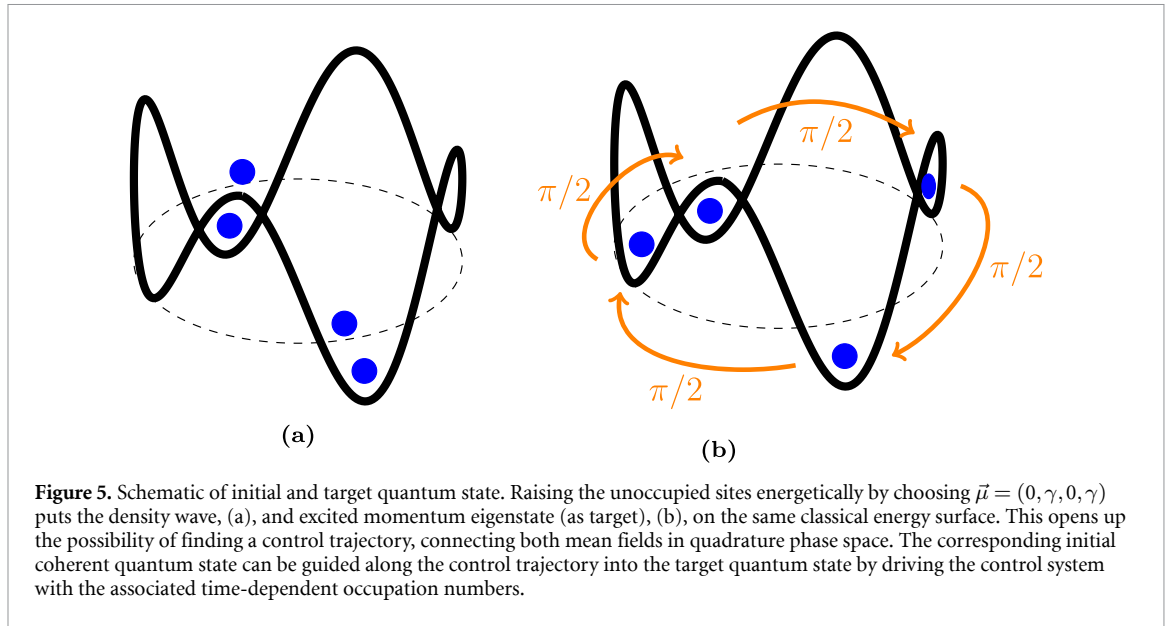 π/2
π/2
π/2
π/2
(a)
(b)
Figure 5. Schematic of initial and target quantum state. Raising the unoccupied sites energetically by choosing μ⃗ = (0, γ, 0, γ)
puts the density wave, (a), and excited momentum eigenstate (as target), (b), on the same classical energy surface. This opens up
the possibility of finding a control trajectory, connecting both mean fields in quadrature phase space. The corresponding initial
coherent quantum state can be guided along the control trajectory into the target quantum state by driving the control system
with the associated time-dependent occupation numbers.